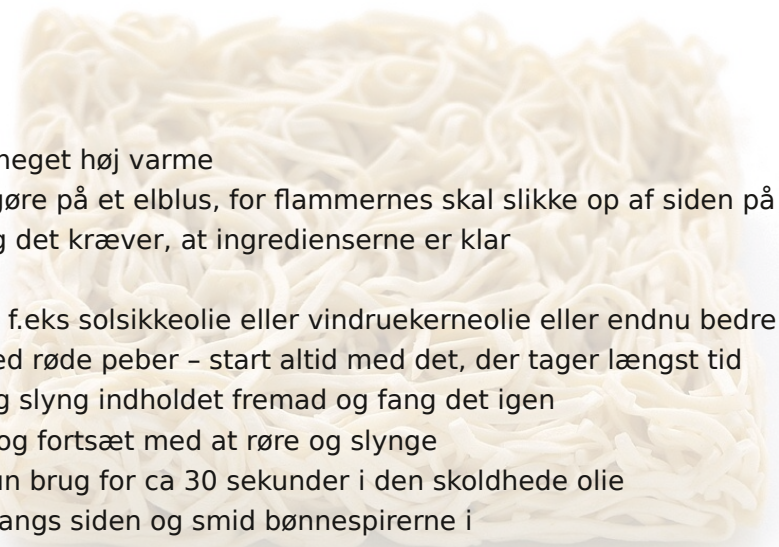 meget høj varme
gøre på et elblus, for flammernes skal slikke op af siden på
det kræver, at ingredienserne er klar
f.eks solsikkeolie eller vindruekerneolie eller endnu bedre
røde peber – start altid med det, der tager længst tid
slyng indholdet fremad og fang det igen
og fortsæt med at røre og slynge
brug for ca 30 sekunder i den skoldhede olie
langs siden og smid bønnespirerne i